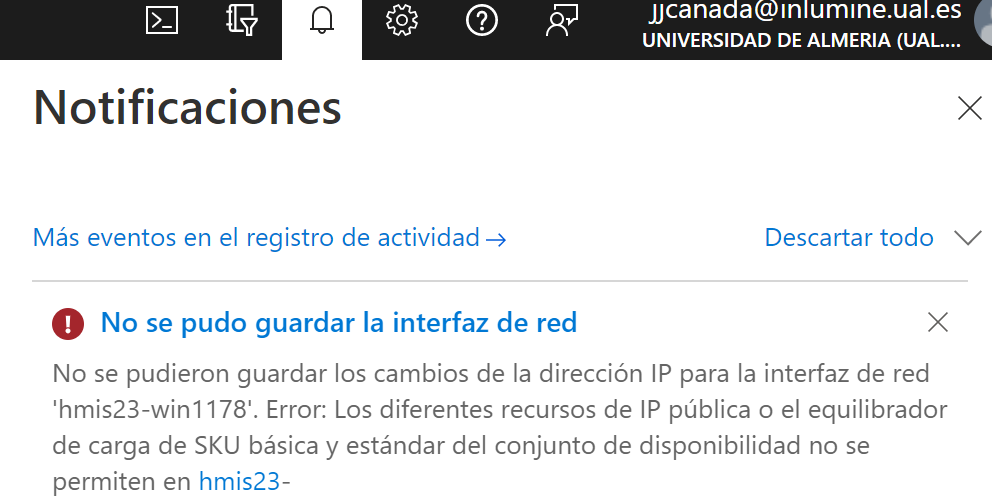 jjcanada@inlumine.ual.es
UNIVERSIDAD DE ALMERIA (UAL....
Notificaciones
Más eventos en el registro de actividad →
Descartar todo
No se pudo guardar la interfaz de red
No se pudieron guardar los cambios de la dirección IP para la interfaz de red
'hmis23-win1178'. Error: Los diferentes recursos de IP pública o el equilibrador
de carga de SKU básica y estándar del conjunto de disponibilidad no se
permiten en hmis23-